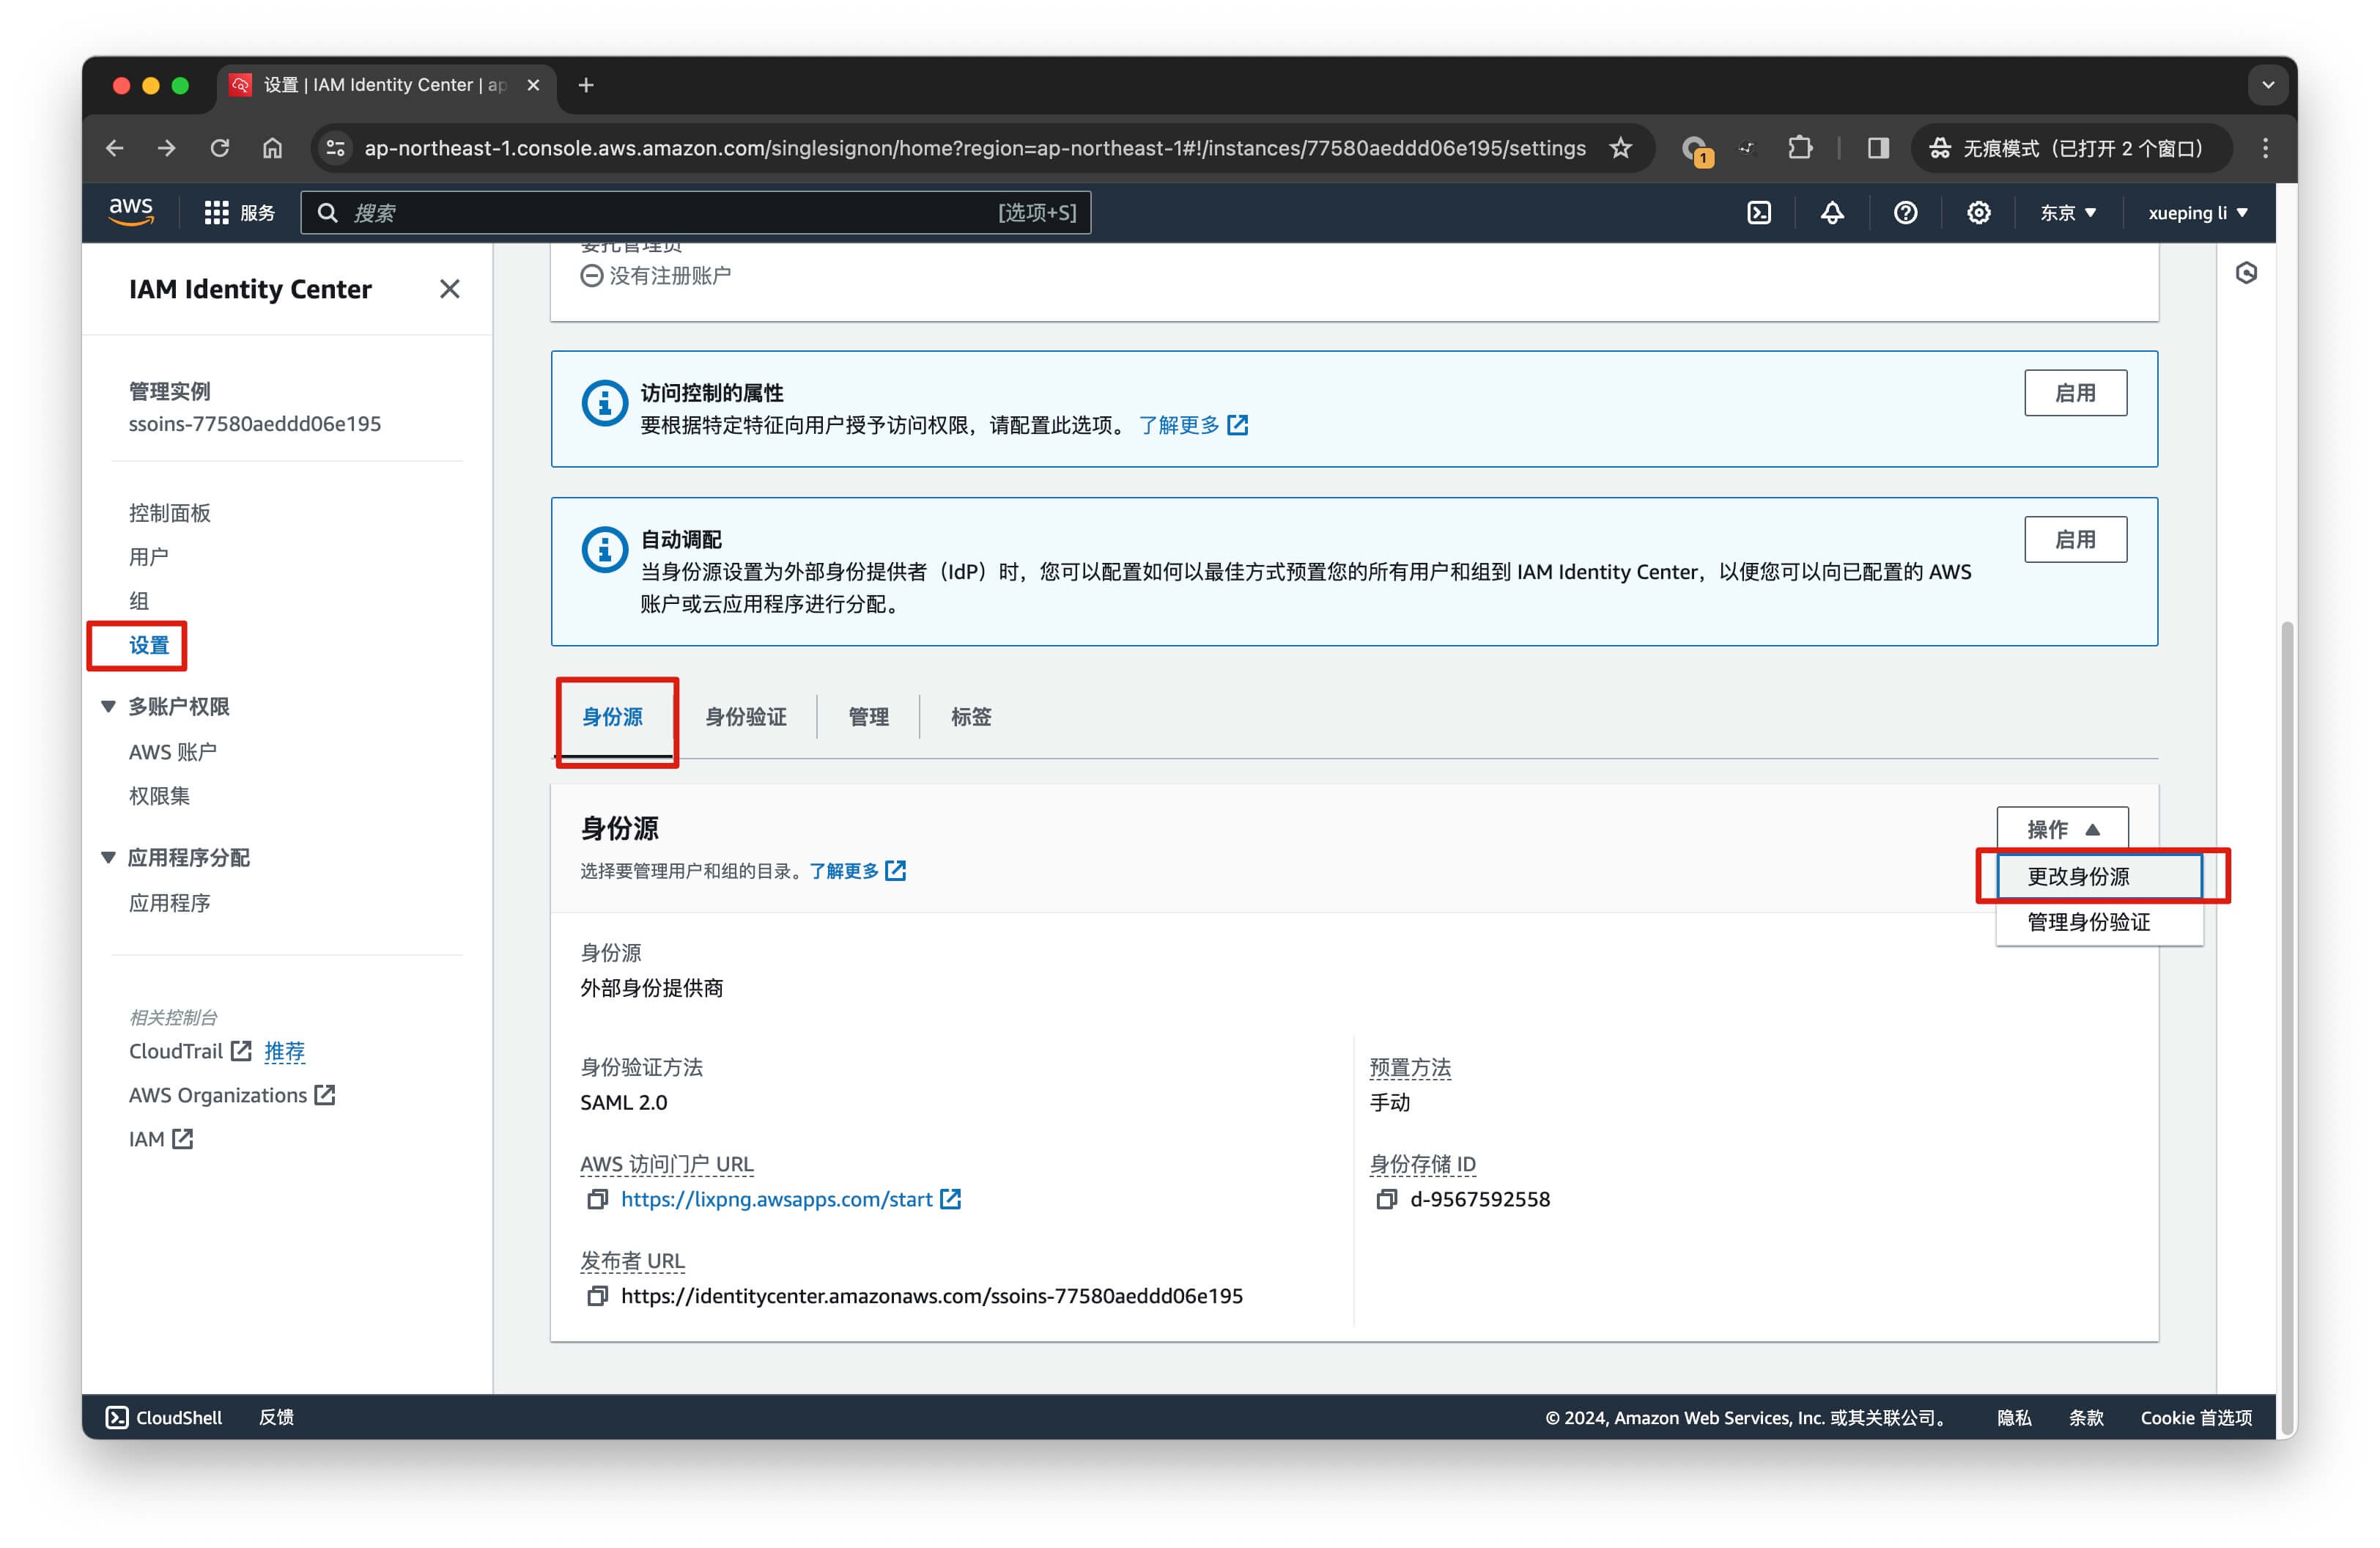 设置 | IAM Identity Center | ap
ap-northeast-1.console.aws.amazon.com/singlesignon/home?region=ap-northeast-1#!/instances/77580aeddd06e195/settings
1
无痕模式（已打开 2 个窗口）
aws
服务
搜索
[选项+S]
东京
xueping li
IAM Identity Center
管理实例
ssoins-77580aeddd06e195
控制面板
用户
组
设置
多账户权限
AWS 账户
权限集
应用程序分配
应用程序
相关控制台
CloudTrail 推荐
AWS Organizations
IAM
委托管理员
没有注册账户
访问控制的属性
要根据特定特征向用户授予访问权限，请配置此选项。 了解更多
启用
自动调配
当身份源设置为外部身份提供者（IdP）时，您可以配置如何以最佳方式预置您的所有用户和组到 IAM Identity Center，以便您可以向已配置的 AWS
账户或云应用程序进行分配。
启用
身份源
身份验证
管理
标签
身份源
选择要管理用户和组的目录。了解更多
操作
更改身份源
管理身份验证
身份源
外部身份提供商
身份验证方法
SAML 2.0
AWS 访问门户 URL
https://lixpng.awsapps.com/start
发布者 URL
https://identitycenter.amazonaws.com/ssoins-77580aeddd06e195
预置方法
手动
身份存储 ID
d-9567592558
CloudShell
反馈
© 2024, Amazon Web Services, Inc. 或其关联公司。
隐私
条款
Cookie 首选项